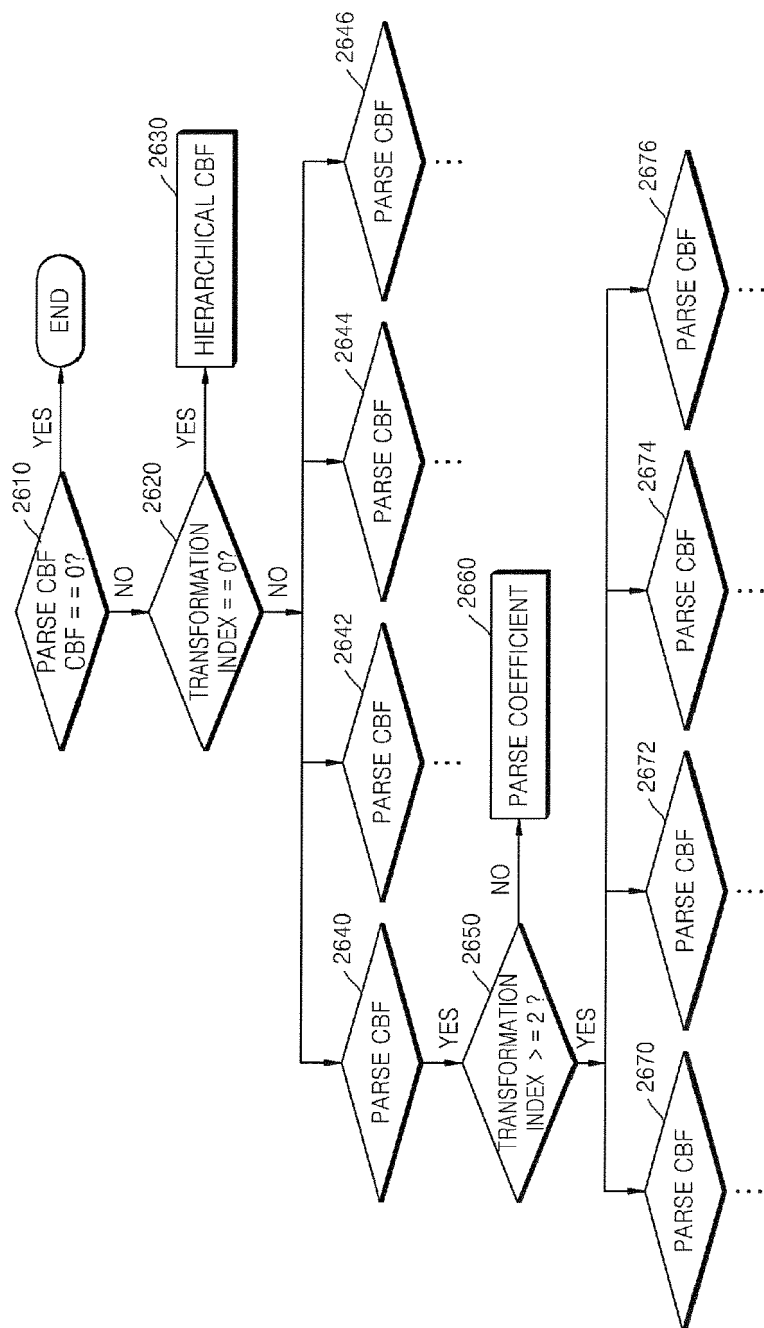 2610
PARSE CBF
CBF = = 0?
YES
END
NO
2620
TRANSFORMATION
INDEX = = 0?
YES
2630
HIERARCHICAL CBF
NO
2640
PARSE CBF
2642
PARSE CBF
...
2644
PARSE CBF
...
2646
PARSE CBF
...
YES
2650
TRANSFORMATION
INDEX > = 2 ?
NO
2660
PARSE COEFFICIENT
YES
2670
PARSE CBF
...
2672
PARSE CBF
...
2674
PARSE CBF
...
2676
PARSE CBF
...